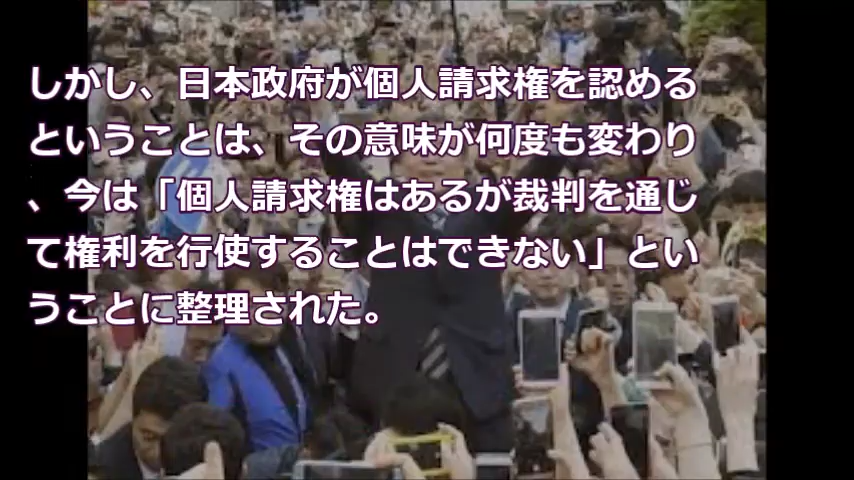 しかし、日本政府が個人請求権を認める
ということは、その意味が何度も変わり
、今は「個人請求権はあるが裁判を通じ
て権利を行使することはできない」とい
うことに整理された。